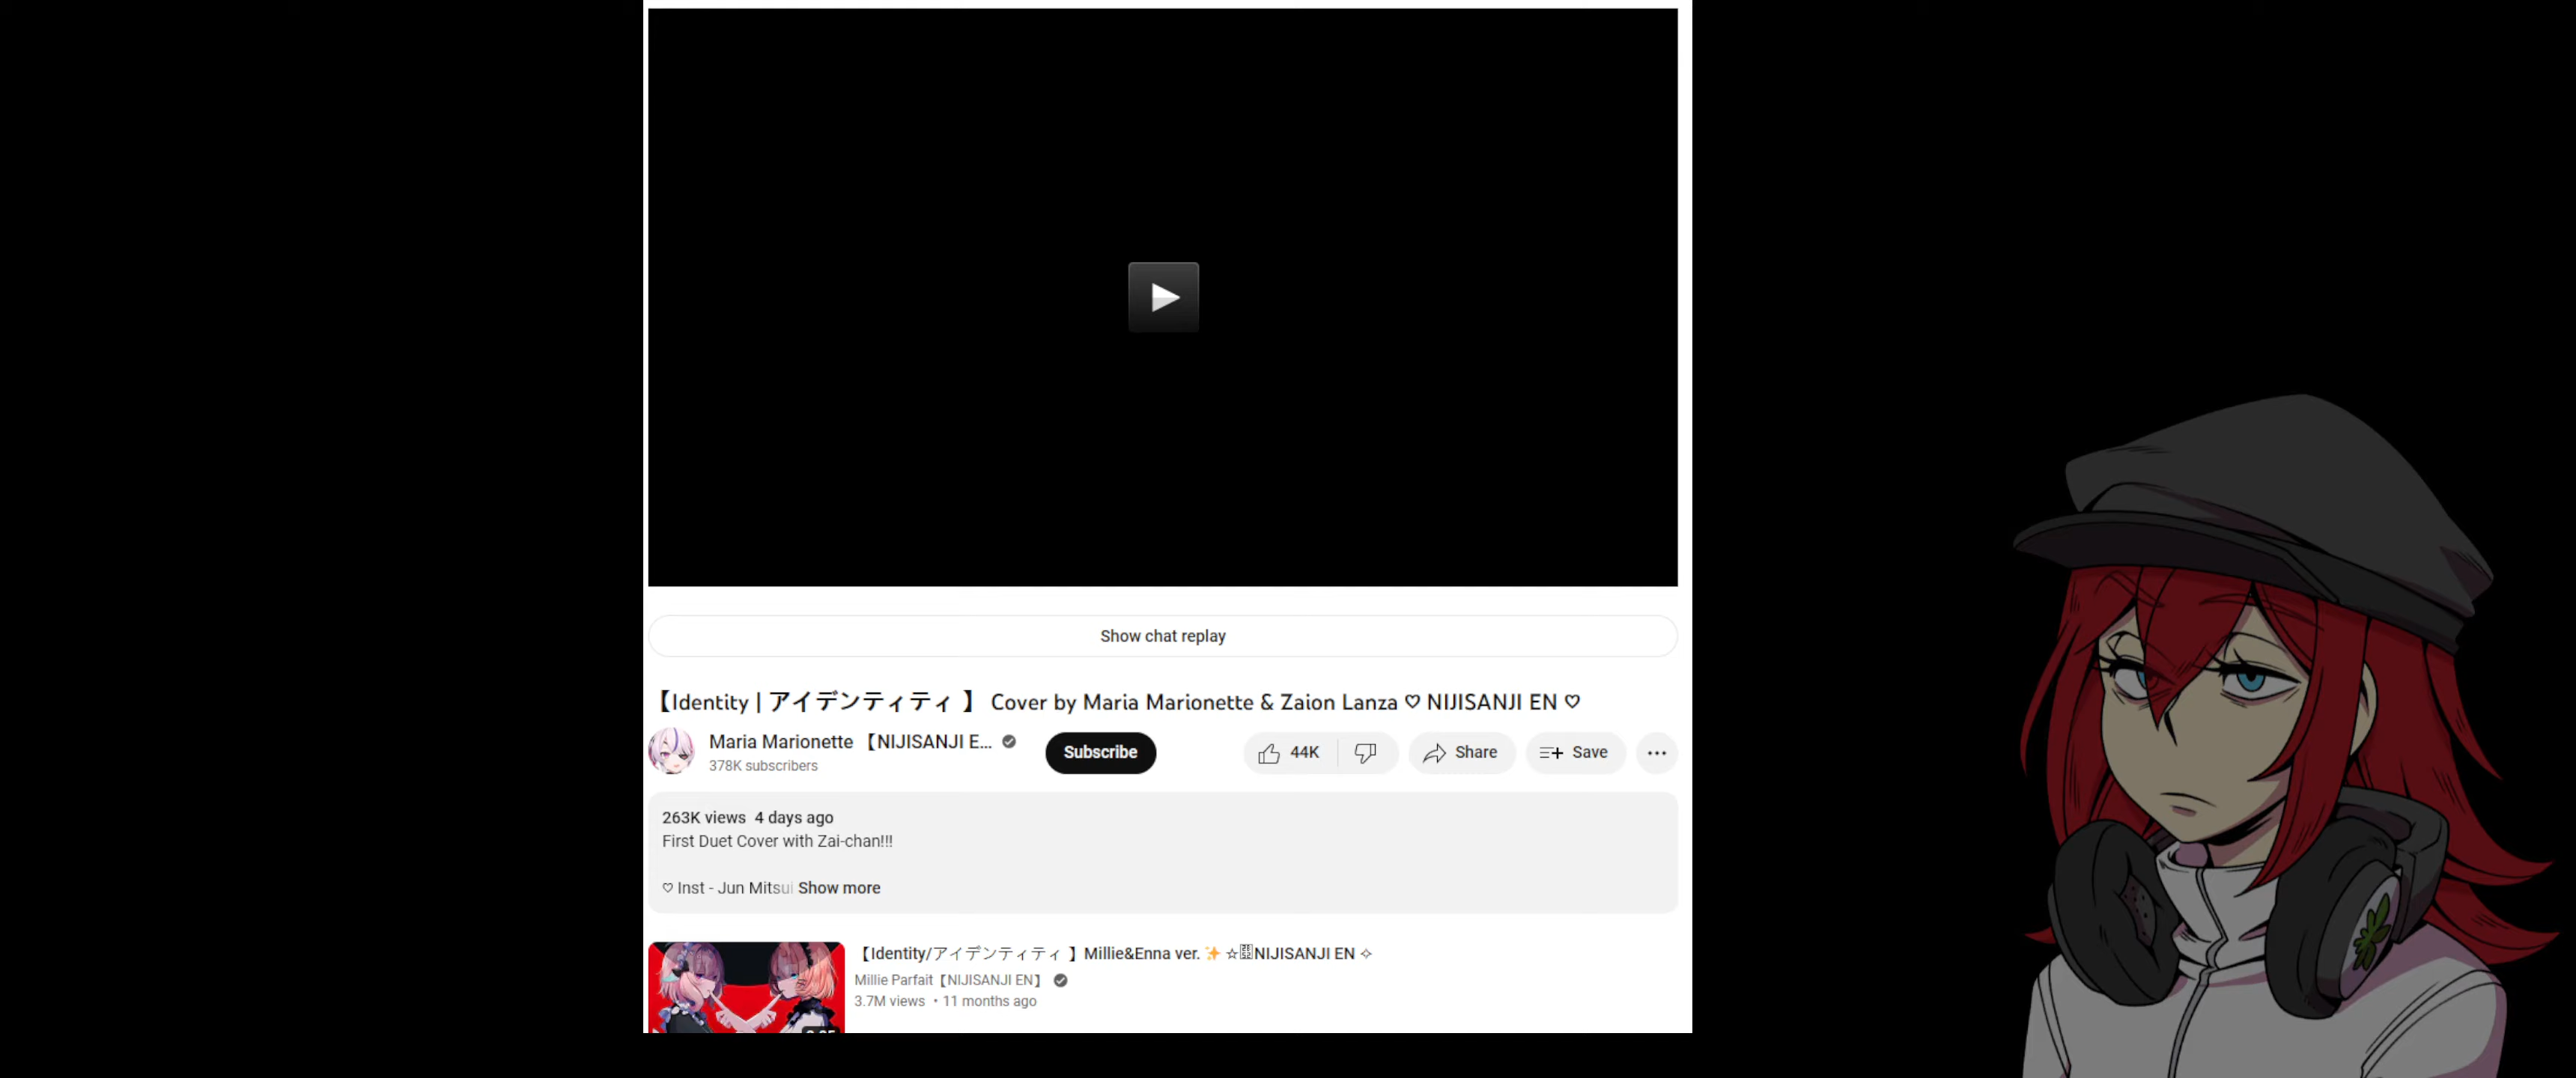 Show chat replay
【Identity | アイデンティティ 】 Cover by Maria Marionette & Zaion Lanza ♡ NIJISANJI EN ♡
Maria Marionette 【NIJISANJI E...
378K subscribers
Subscribe
44K
Share
Save
263K views 4 days ago
First Duet Cover with Zai-chan!!!
♡ Inst - Jun Mitsui Show more
【Identity/アイデンティティ 】Millie&Enna ver. ✨ ☆NIJISANJI EN ✧
Millie Parfait【NIJISANJI EN】
3.7M views • 11 months ago